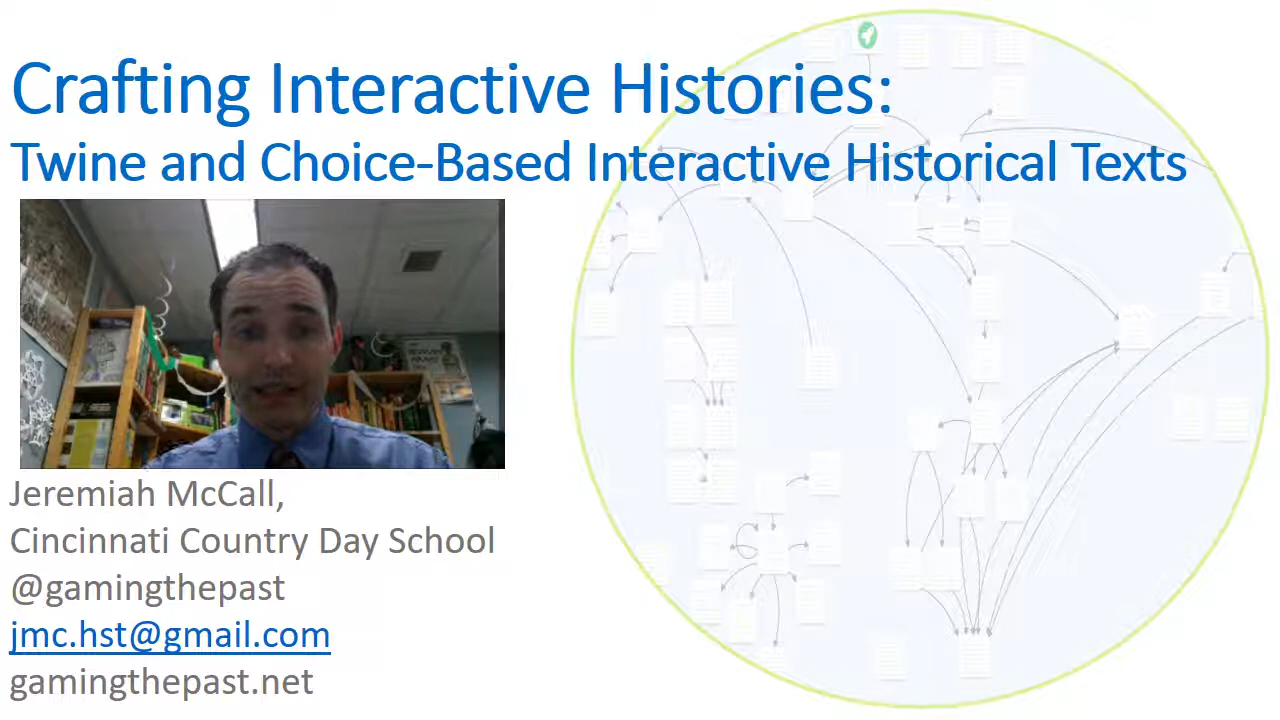 Crafting Interactive Histories:
Twine and Choice-Based Interactive Historical Texts
Jeremiah McCall,
Cincinnati Country Day School
@gamingthepast
jmc.hst@gmail.com
gamingthepast.net